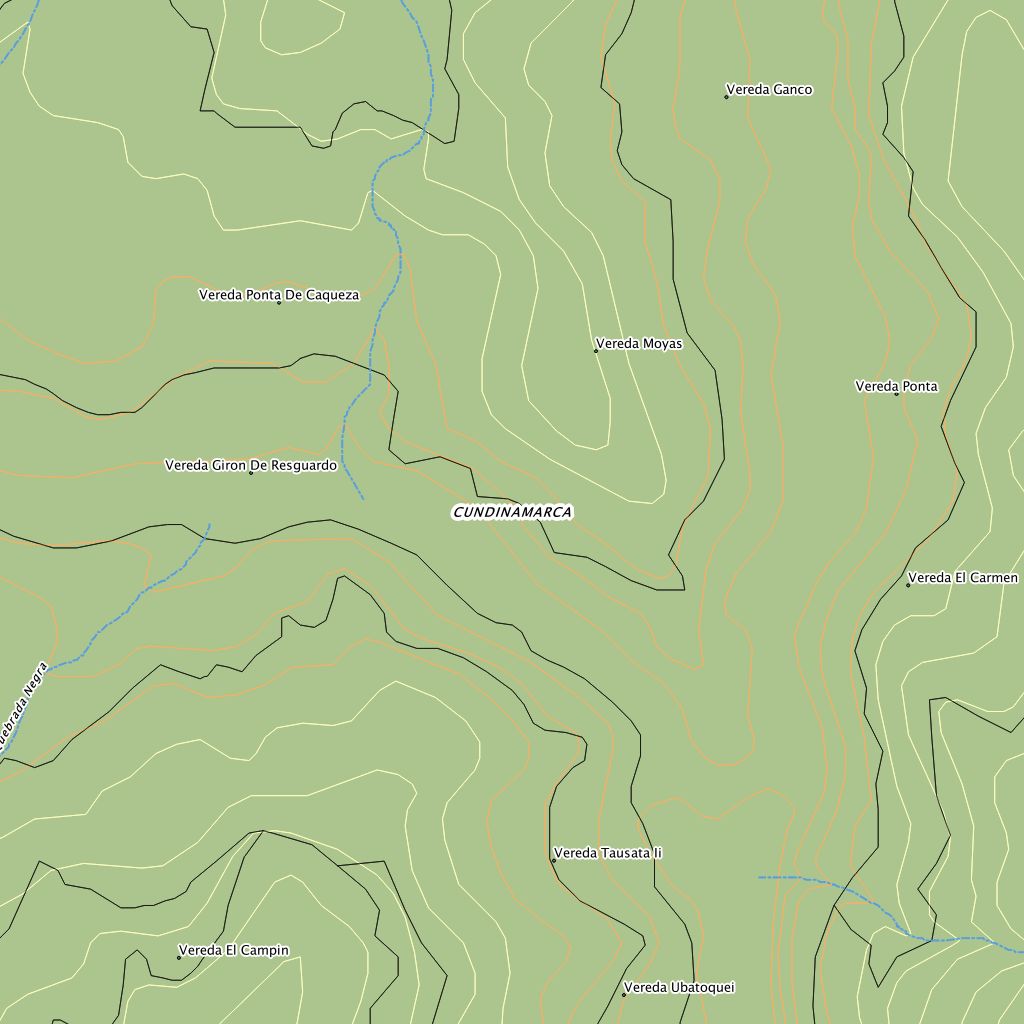 Vereda Ganco
Vereda Ponta De Caqueza
Vereda Moyas
Vereda Ponta
Vereda Giron De Resguardo
CUNDINAMARCA
Vereda El Carmen
uebrada Negra
Vereda Tausata Ii
Vereda El Campin
Vereda Ubatoquei